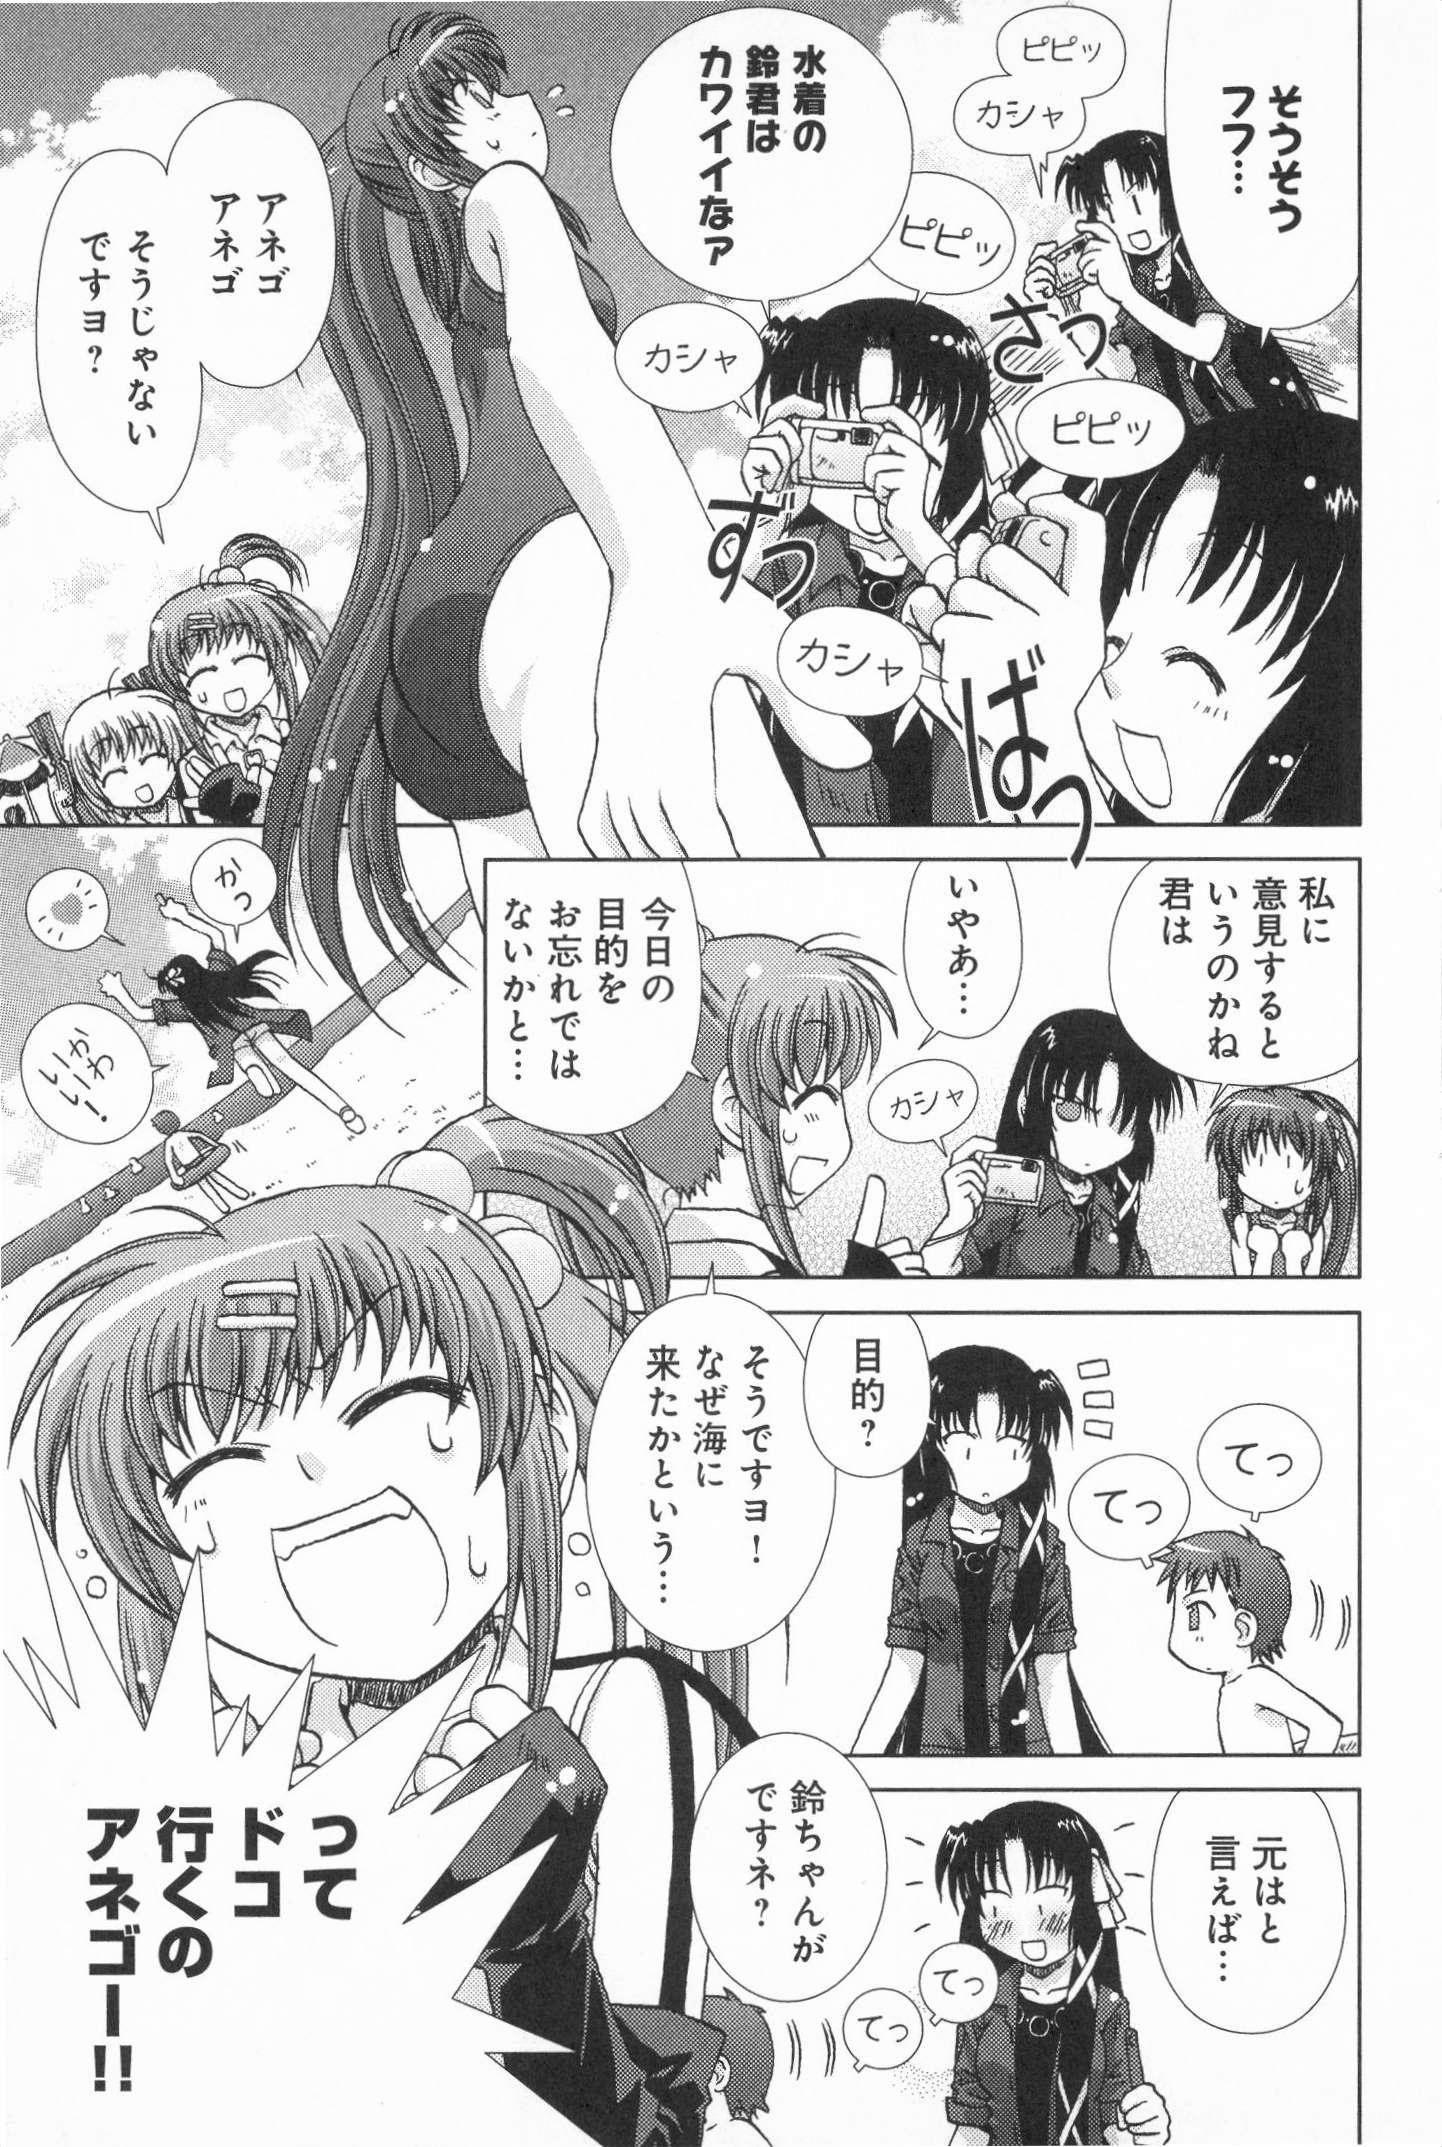 そうそう
フフ…
ピピッ
カシャ
さっ
水着の
鈴君は
カワイイなァ
ピピッ
カシャ
ずっ
ピピッ
カシャ
ばっ
アネゴ
アネゴ
そうじゃない
ですヨ?
私に
意見すると
いうのかね
君は
いやあ…
カシャ
今日の
目的を
お忘れでは
ないかと…
目的?
てっ
てっ
そうですヨ!
なぜ海に
来たかという…
元はと
言えば…
鈴ちゃんが
ですネ?
てっ
てっ
かっ
かわ
いいー!
って
ドコ
行くの
アネゴー!!